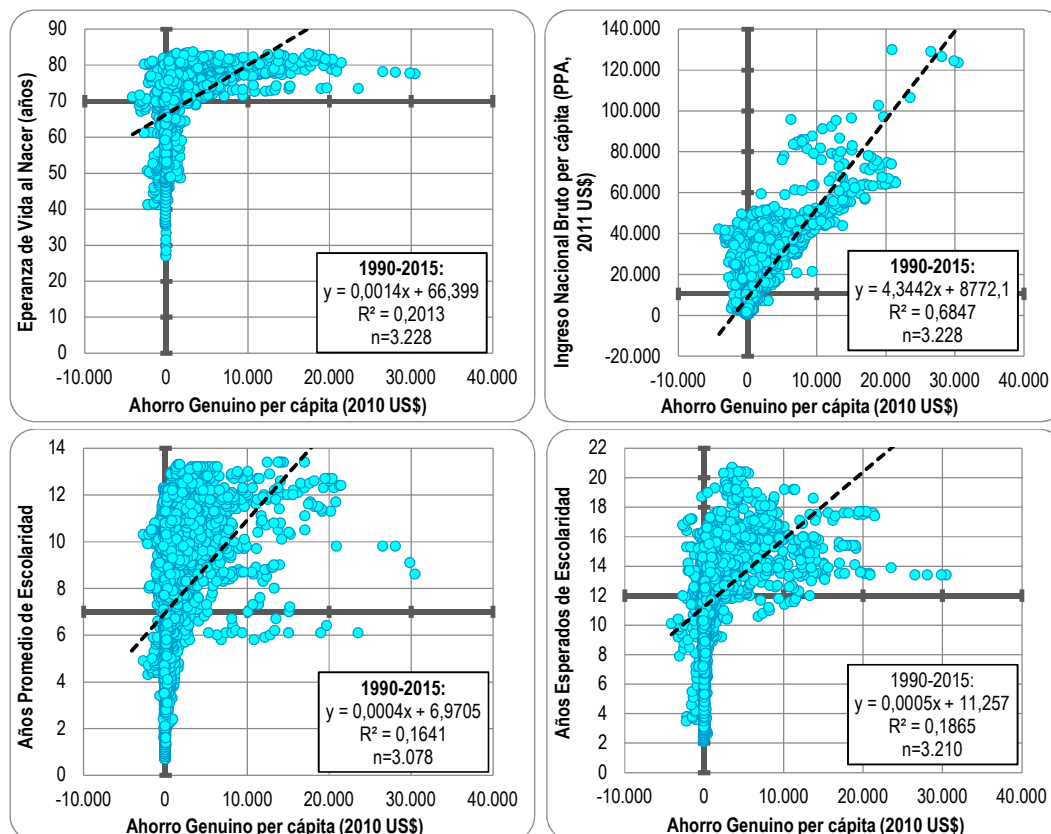 Eperanza de Vida al Nacer (años)
90
80
70
60
50
40
30
20
10
0
-10.000 0 10.000 20.000 30.000 40.000
Ahorro Genuino per cápita (2010 US$)
1990-2015:
y = 0,0014x + 66,399
R² = 0,2013
n=3.228
Ingreso Nacional Bruto per cápita (PPA,
2011 US$)
140.000
120.000
100.000
80.000
60.000
40.000
20.000
0
-20.000
-10.000 0 10.000 20.000 30.000 40.000
Ahorro Genuino per cápita (2010 US$)
1990-2015:
y = 4,3442x + 8772,1
R² = 0,6847
n=3.228
Años Promedio de Escolaridad
14
12
10
8
6
4
2
0
-10.000 0 10.000 20.000 30.000 40.000
Ahorro Genuino per cápita (2010 US$)
1990-2015:
y = 0,0004x + 6,9705
R² = 0,1641
n=3.078
Años Esperados de Escolaridad
22
20
18
16
14
12
10
8
6
4
2
0
-10.000 0 10.000 20.000 30.000 40.000
Ahorro Genuino per cápita (2010 US$)
1990-2015:
y = 0,0005x + 11,257
R² = 0,1865
n=3.210